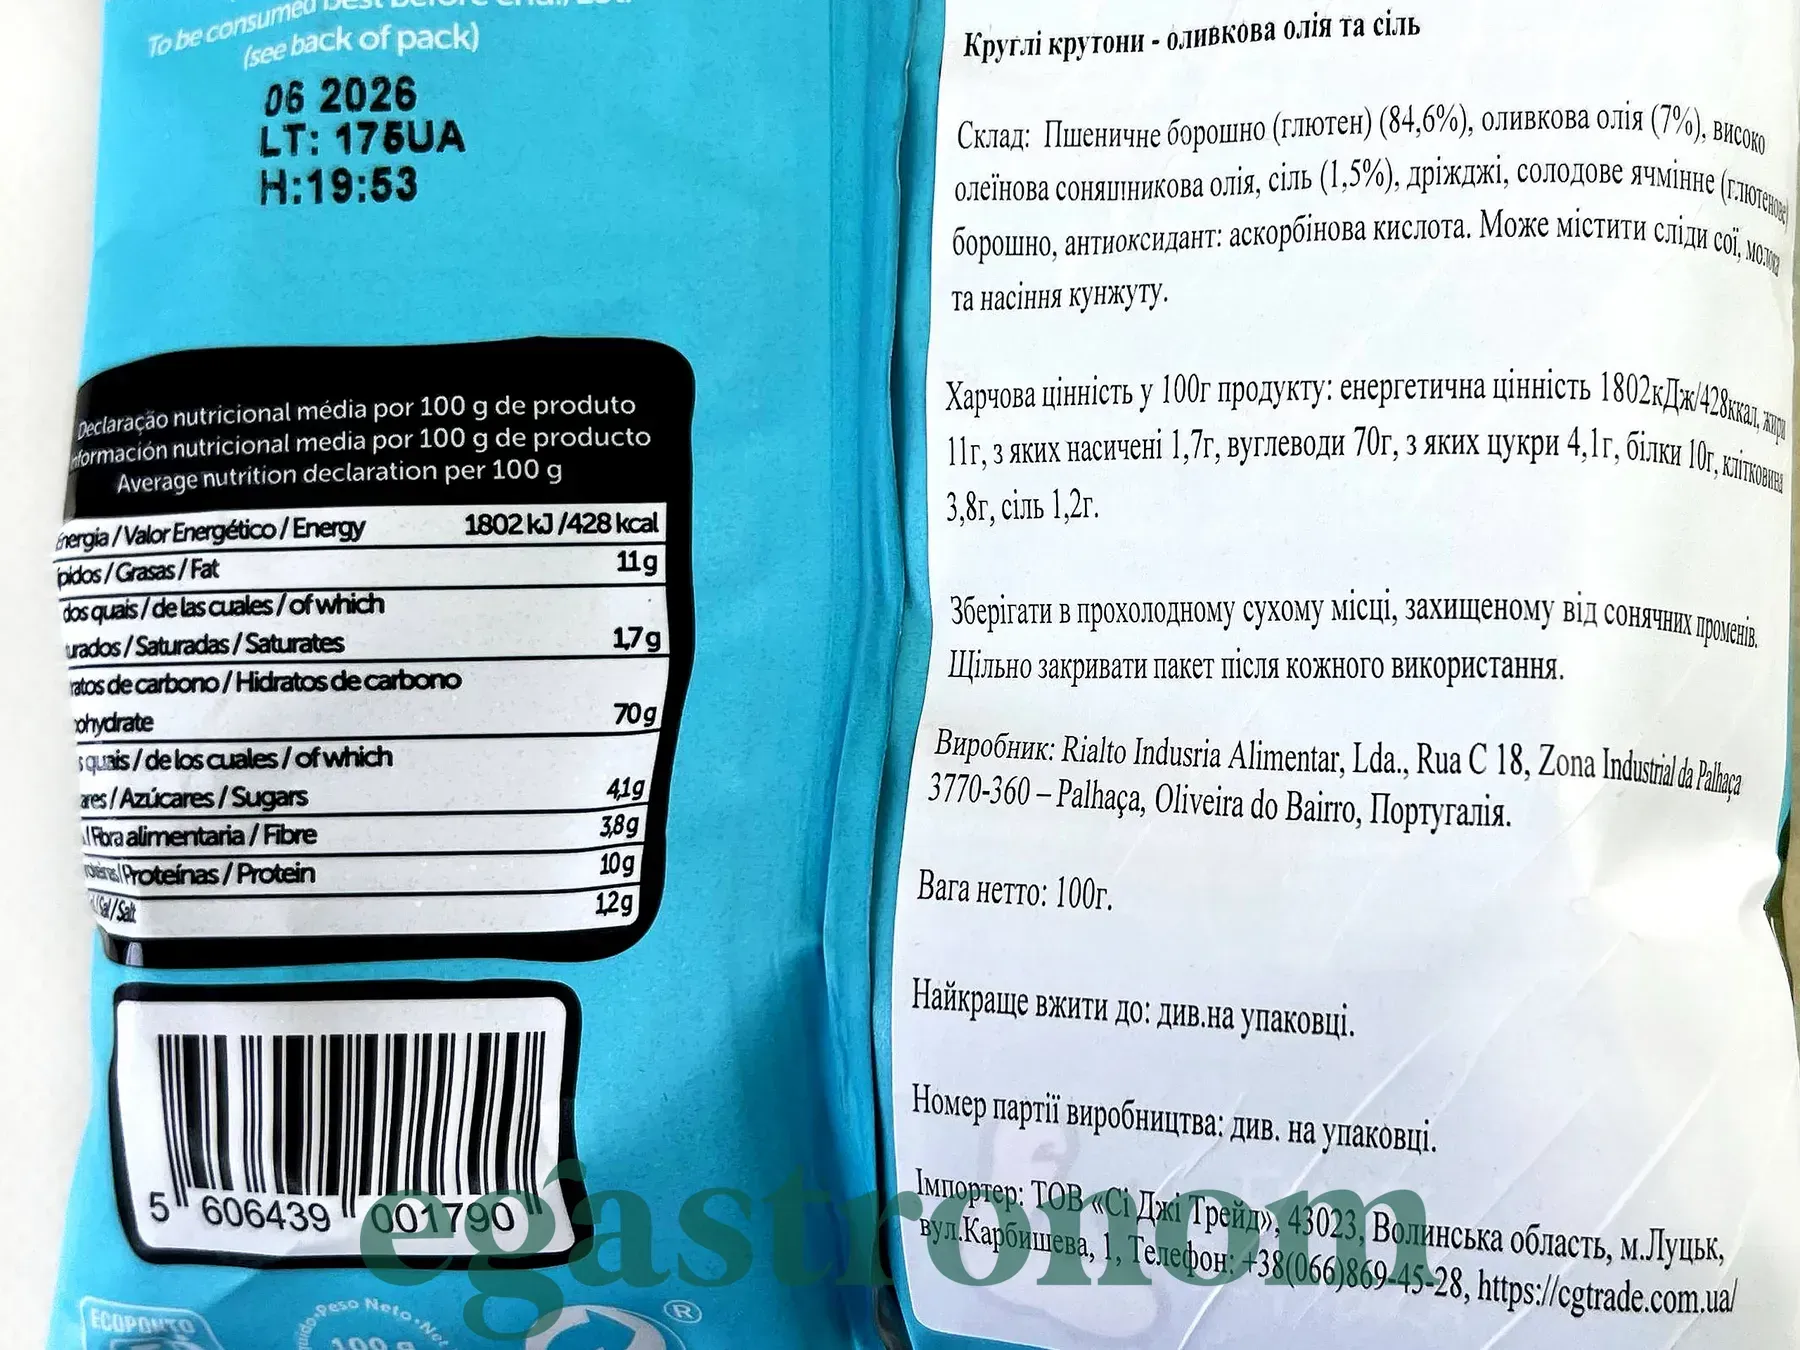 To be consumed best before end:/Lot:
(see back of pack)
06 2026
LT: 175UA
H:19:53
Declaração nutricional média por 100 g de produto
nformación nutricional media por 100 g de producto
Average nutrition declaration per 100 g
Energia / Valor Energético / Energy 1802 kJ / 428 kcal
ípidos / Grasas / Fat 11 g
dos quais / de las cuales / of which
urados / Saturadas / Saturates 1,7 g
ratos de carbono / Hidratos de carbono
ohydrate 70 g
s quais / de los cuales / of which
ares / Azúcares / Sugars 4,1 g
/ Fibra alimentaria / Fibre 3,8 g
/ Proteínas / Protein 10 g
/ Sal / Salt 1,2 g
5 606439 001790
ECOPONTO
Peso Neto • Net
100 g
®
Круглі крутони - оливкова олія та сіль
Склад: Пшеничне борошно (глютен) (84,6%), оливкова олія (7%), високо
олеїнова соняшникова олія, сіль (1,5%), дріжджі, солодове ячмінне (глютенове)
борошно, антиоксидант: аскорбінова кислота. Може містити сліди сої, молока
та насіння кунжуту.
Харчова цінність у 100г продукту: енергетична цінність 1802кДж/428ккал, жири
11г, з яких насичені 1,7г, вуглеводи 70г, з яких цукри 4,1г, білки 10г, клітковина
3,8г, сіль 1,2г.
Зберігати в прохолодному сухому місці, захищеному від сонячних променів.
Щільно закривати пакет після кожного використання.
Виробник: Rialto Indusria Alimentar, Lda., Rua C 18, Zona Industrial da Palhaça
3770-360 – Palhaça, Oliveira do Bairro, Португалія.
Вага нетто: 100г.
Найкраще вжити до: див.на упаковці.
Номер партії виробництва: див. на упаковці.
Імпортер: ТОВ «Сі Джі Трейд», 43023, Волинська область, м.Луцьк,
вул.Карбишева, 1, Телефон: +38(066)869-45-28, https://cgtrade.com.ua/
egastronom